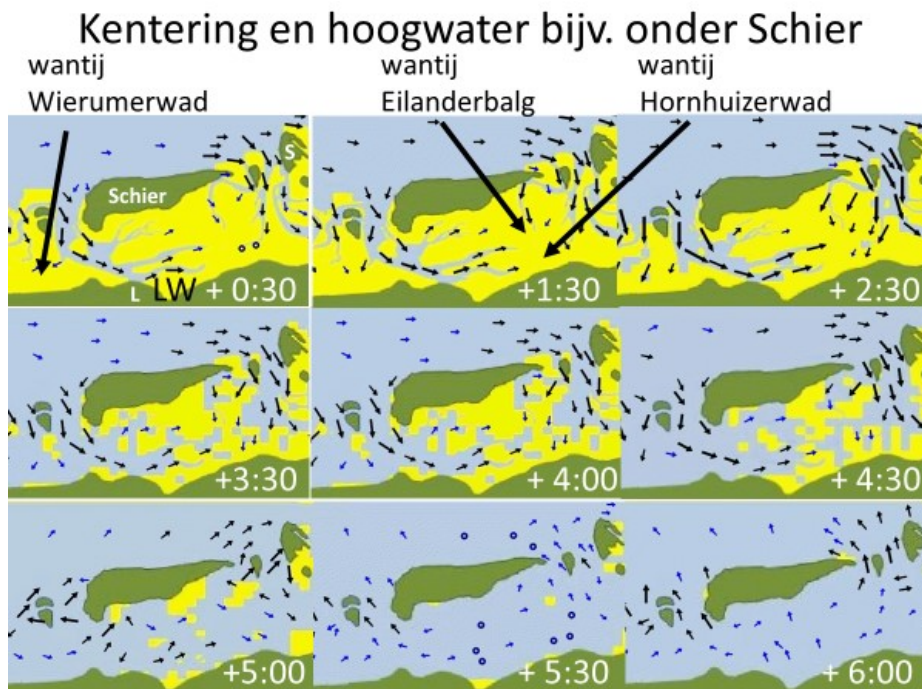 Kentering en hoogwater bijv. onder Schier
wantij wantij wantij
Wierumerwad Eilanderbalg Hornhuizerwad
S
Schier
L LW + 0:30 +1:30 + 2:30
+3:30 + 4:00 + 4:30
+5:00 + 5:30 + 6:00